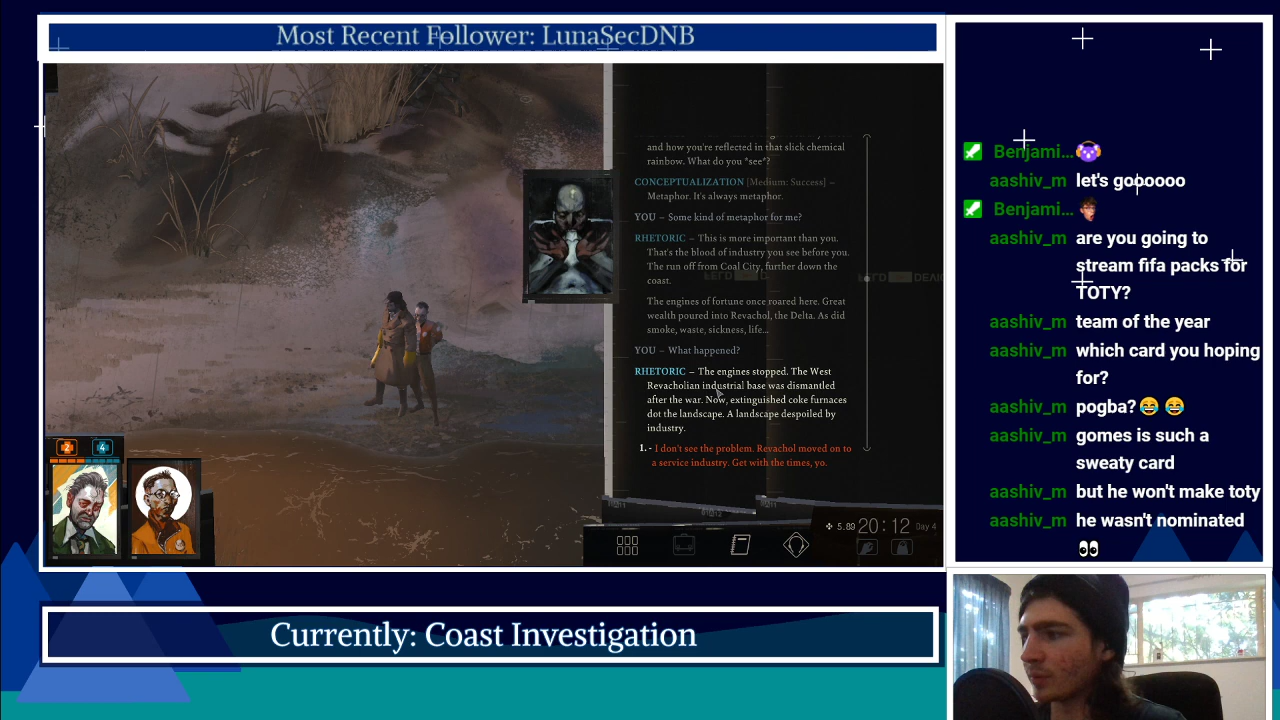 Most Recent Follower: LunaSecDNB
and how you're reflected in that slick chemical
rainbow. What do you *see*?
CONCEPTUALIZATION [Medium: Success] –
Metaphor. It's always metaphor.
YOU – Some kind of metaphor for me?
RHETORIC – This is more important than you.
That's the blood of industry you see before you.
The run off from Coal City, further down the
coast.
The engines of fortune once roared here. Great
wealth poured into Revachol, the Delta. As did
smoke, waste, sickness, life...
YOU – What happened?
RHETORIC – The engines stopped. The West
Revacholian industrial base was dismantled
after the war. Now, extinguished coke furnaces
dot the landscape. A landscape despoiled by
industry.
1. - I don't see the problem. Revachol moved on to
a service industry. Get with the times, yo.
2 4
5.89 20:12 Day 4
Currently: Coast Investigation
Benjami...
aashiv_m let's goooooo
Benjami...
aashiv_m are you going to
stream fifa packs for
TOTY?
aashiv_m team of the year
aashiv_m which card you hoping
for?
aashiv_m pogba?😂 😂
aashiv_m gomes is such a
sweaty card
aashiv_m but he won't make toty
aashiv_m he wasn't nominated
👀